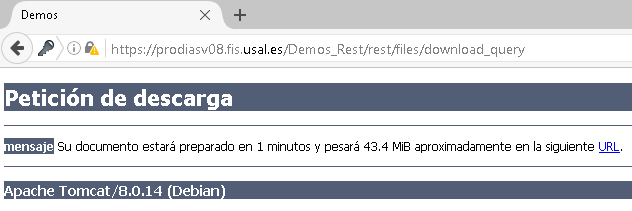 Demos
https://prodiasv08.fis.usal.es/Demos_Rest/rest/files/download_query
Petición de descarga
mensaje Su documento estará preparado en 1 minutos y pesará 43.4 MiB aproximadamente en la siguiente URL.
Apache Tomcat/8.0.14 (Debian)